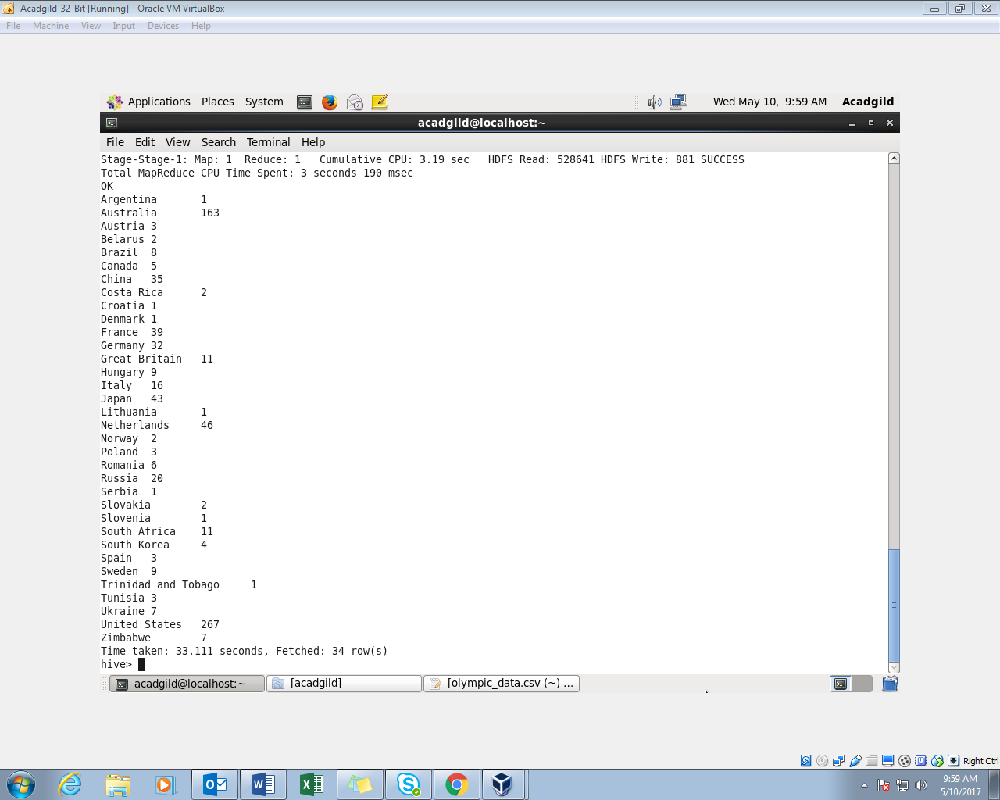 Acadgild_32_Bit [Running] - Oracle VM VirtualBox
File Machine View Input Devices Help
Applications Places System Wed May 10, 9:59 AM Acadgild
acadgild@localhost:~
File Edit View Search Terminal Help
Stage-Stage-1: Map: 1  Reduce: 1   Cumulative CPU: 3.19 sec   HDFS Read: 528641 HDFS Write: 881 SUCCESS
Total MapReduce CPU Time Spent: 3 seconds 190 msec
OK
Argentina       1
Australia       163
Austria 3
Belarus 2
Brazil  8
Canada  5
China   35
Costa Rica      2
Croatia 1
Denmark 1
France  39
Germany 32
Great Britain   11
Hungary 9
Italy   16
Japan   43
Lithuania       1
Netherlands     46
Norway  2
Poland  3
Romania 6
Russia  20
Serbia  1
Slovakia        2
Slovenia        1
South Africa    11
South Korea     4
Spain   3
Sweden  9
Trinidad and Tobago     1
Tunisia 3
Ukraine 7
United States   267
Zimbabwe        7
Time taken: 33.111 seconds, Fetched: 34 row(s)
hive>
acadgild@localhost:~ [acadgild] [olympic_data.csv (~) ...
Right Ctrl
9:59 AM
5/10/2017